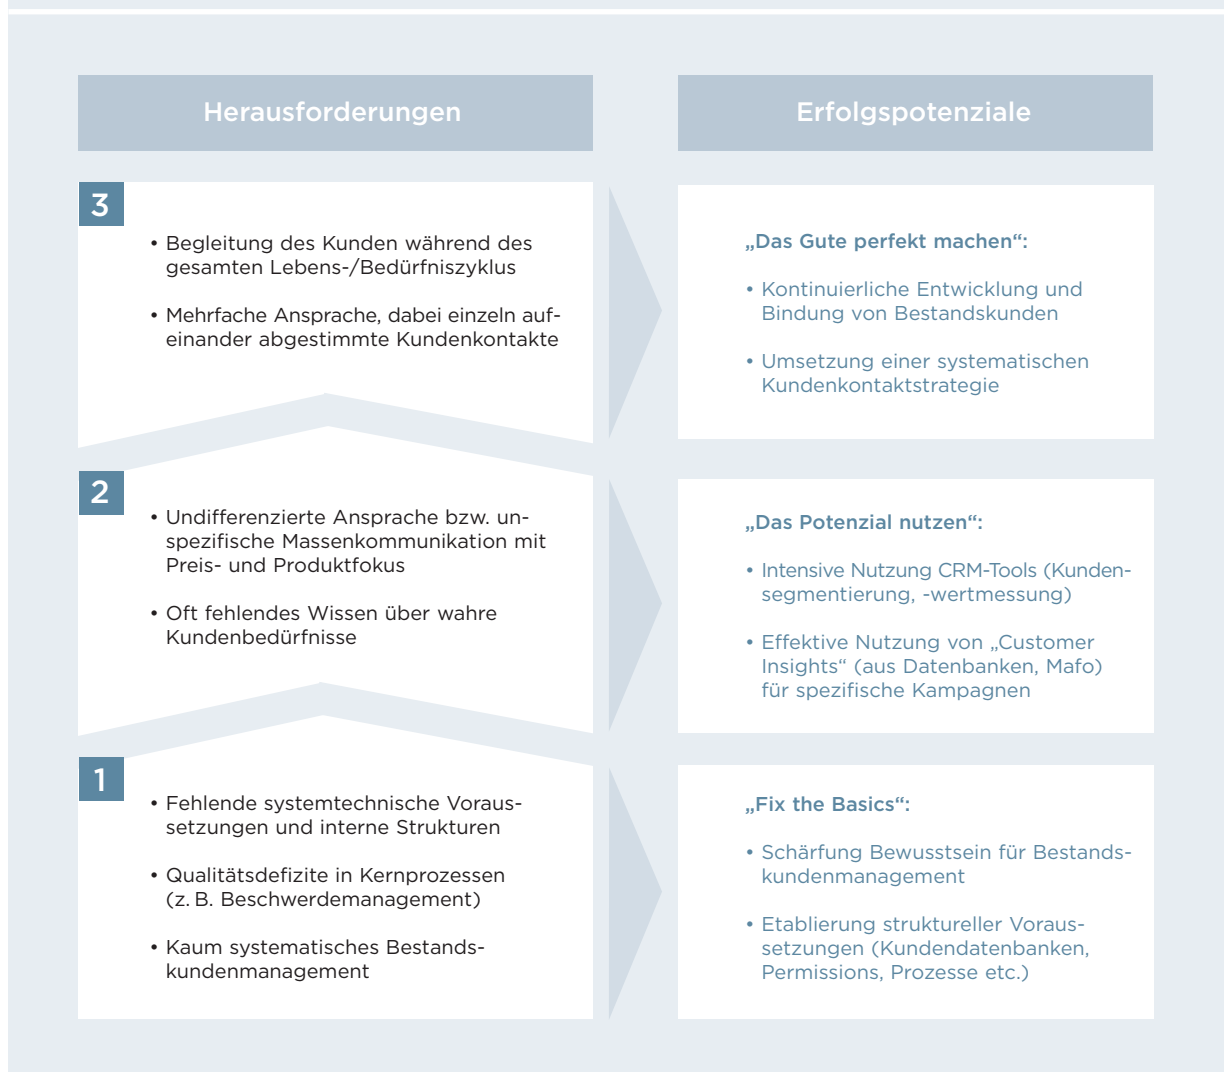 Herausforderungen
Erfolgspotenziale
3
• Begleitung des Kunden während des
gesamten Lebens-/Bedürfniszyklus
• Mehrfache Ansprache, dabei einzeln auf-
einander abgestimmte Kundenkontakte
„Das Gute perfekt machen“:
• Kontinuierliche Entwicklung und
Bindung von Bestandskunden
• Umsetzung einer systematischen
Kundenkontaktstrategie
2
• Undifferenzierte Ansprache bzw. un-
spezifische Massenkommunikation mit
Preis- und Produktfokus
• Oft fehlendes Wissen über wahre
Kundenbedürfnisse
„Das Potenzial nutzen“:
• Intensive Nutzung CRM-Tools (Kunden-
segmentierung, -wertmessung)
• Effektive Nutzung von „Customer
Insights“ (aus Datenbanken, Mafo)
für spezifische Kampagnen
1
• Fehlende systemtechnische Voraus-
setzungen und interne Strukturen
• Qualitätsdefizite in Kernprozessen
(z. B. Beschwerdemanagement)
• Kaum systematisches Bestands-
kundenmanagement
„Fix the Basics“:
• Schärfung Bewusstsein für Bestands-
kundenmanagement
• Etablierung struktureller Voraus-
setzungen (Kundendatenbanken,
Permissions, Prozesse etc.)